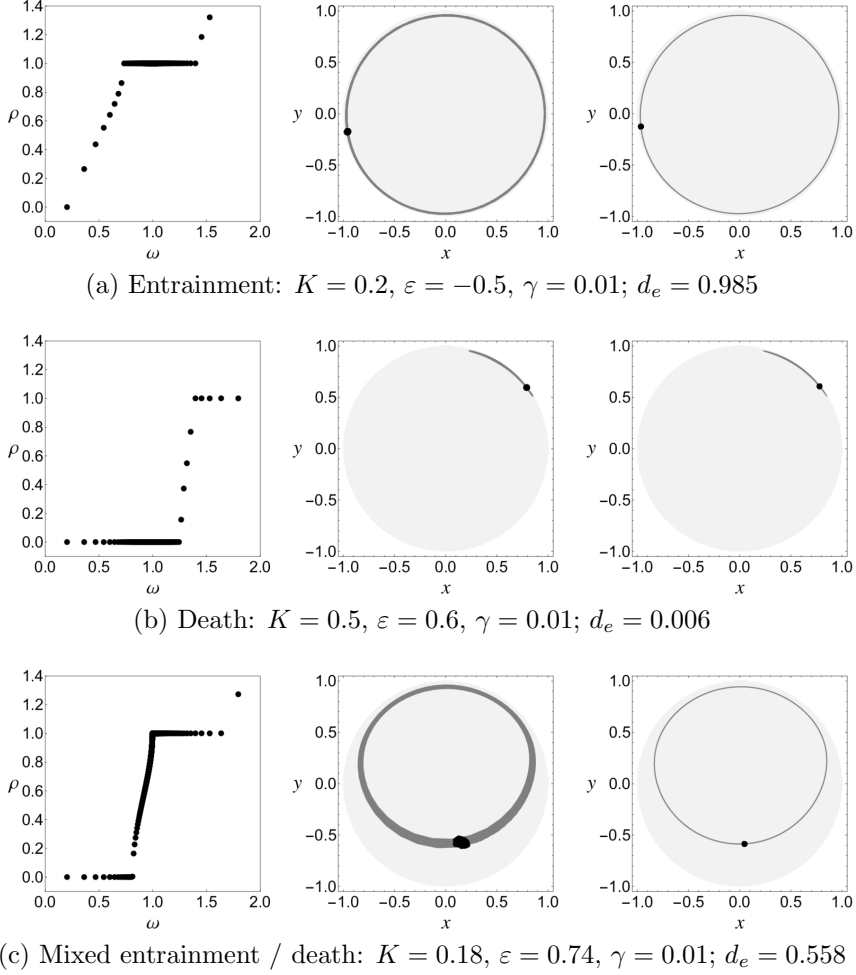 1.4
1.2
1.0
0.8
ρ 0.6
0.4
0.2
0.0
0.0 0.5 1.0 1.5 2.0
ω
1.0
0.5
y 0.0
−0.5
−1.0
−1.0 −0.5 0.0 0.5 1.0
x
1.0
0.5
y 0.0
−0.5
−1.0
−1.0 −0.5 0.0 0.5 1.0
x
(a) Entrainment: K = 0.2, ε = −0.5, γ = 0.01; d_e = 0.985
1.4
1.2
1.0
0.8
ρ 0.6
0.4
0.2
0.0
0.0 0.5 1.0 1.5 2.0
ω
1.0
0.5
y 0.0
−0.5
−1.0
−1.0 −0.5 0.0 0.5 1.0
x
1.0
0.5
y 0.0
−0.5
−1.0
−1.0 −0.5 0.0 0.5 1.0
x
(b) Death: K = 0.5, ε = 0.6, γ = 0.01; d_e = 0.006
1.4
1.2
1.0
0.8
ρ 0.6
0.4
0.2
0.0
0.0 0.5 1.0 1.5 2.0
ω
1.0
0.5
y 0.0
−0.5
−1.0
−1.0 −0.5 0.0 0.5 1.0
x
1.0
0.5
y 0.0
−0.5
−1.0
−1.0 −0.5 0.0 0.5 1.0
x
(c) Mixed entrainment / death: K = 0.18, ε = 0.74, γ = 0.01; d_e = 0.558